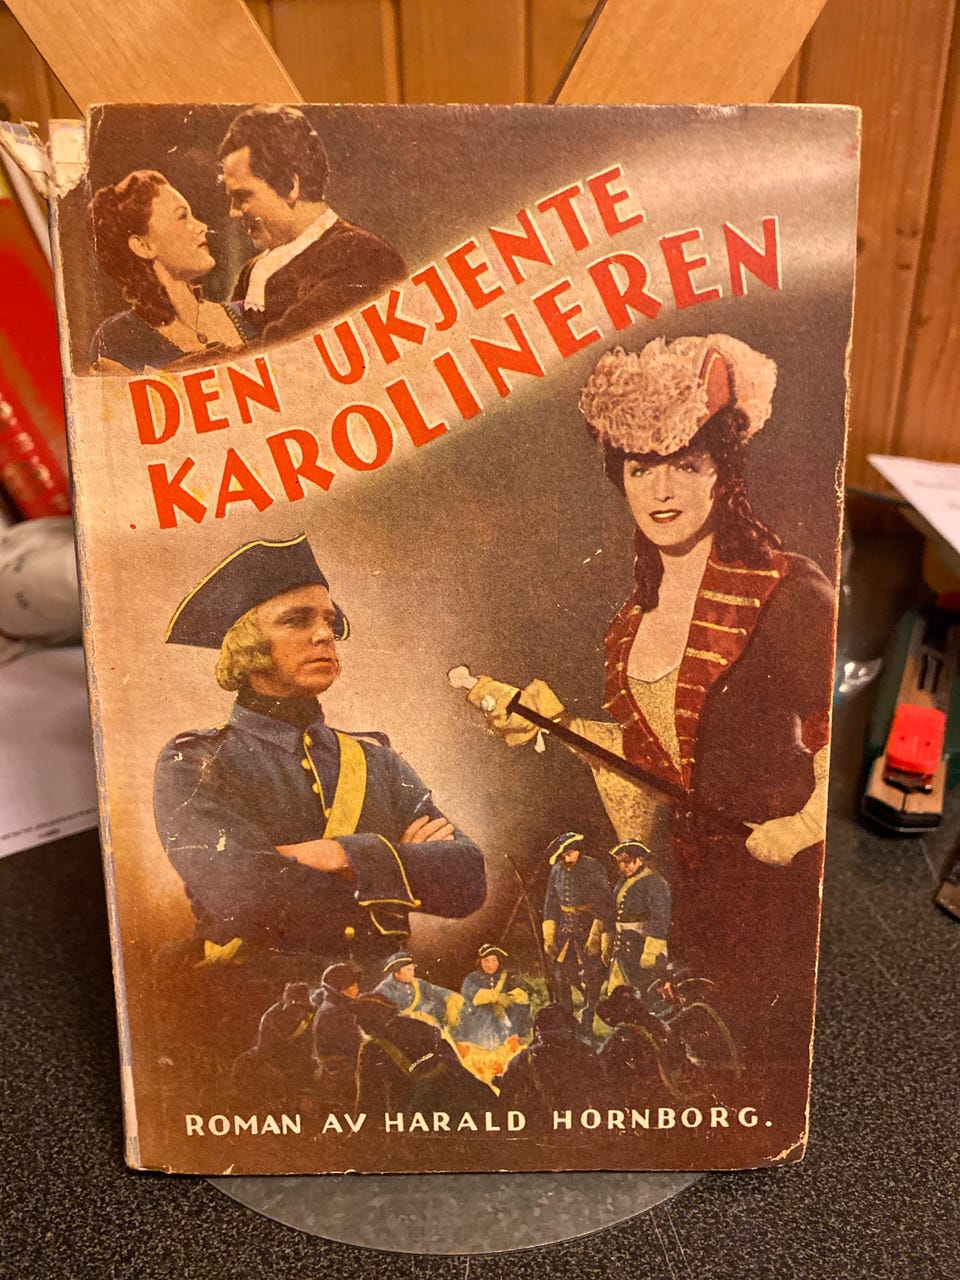 DEN UKJENTE
KAROLINEREN
ROMAN AV HARALD HORNBORG.